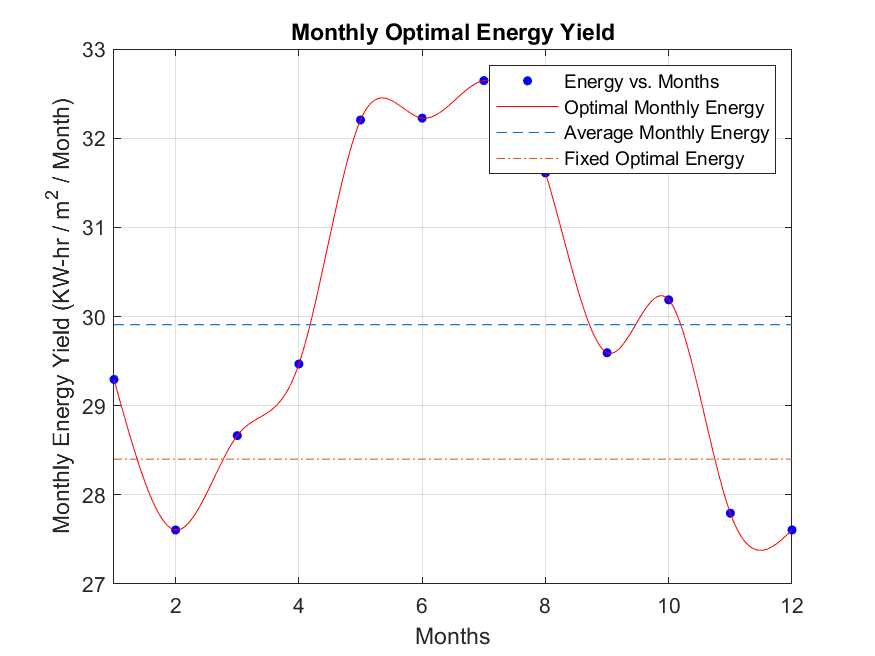 Monthly Optimal Energy Yield
Monthly Energy Yield (KW-hr / m² / Month)
33
32
31
30
29
28
27
Energy vs. Months
Optimal Monthly Energy
Average Monthly Energy
Fixed Optimal Energy
2 4 6 8 10 12
Months